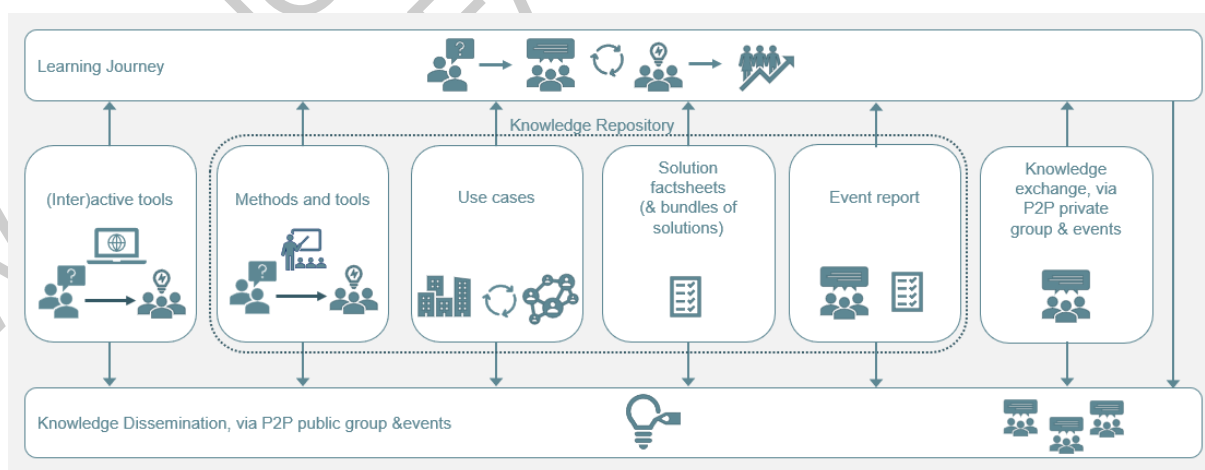 Learning Journey
?
Knowledge Repository
(Inter)active tools
?
Methods and tools
?
Use cases
Solution
factsheets
(& bundles of
solutions)
Event report
Knowledge
exchange, via
P2P private
group & events
Knowledge Dissemination, via P2P public group &events